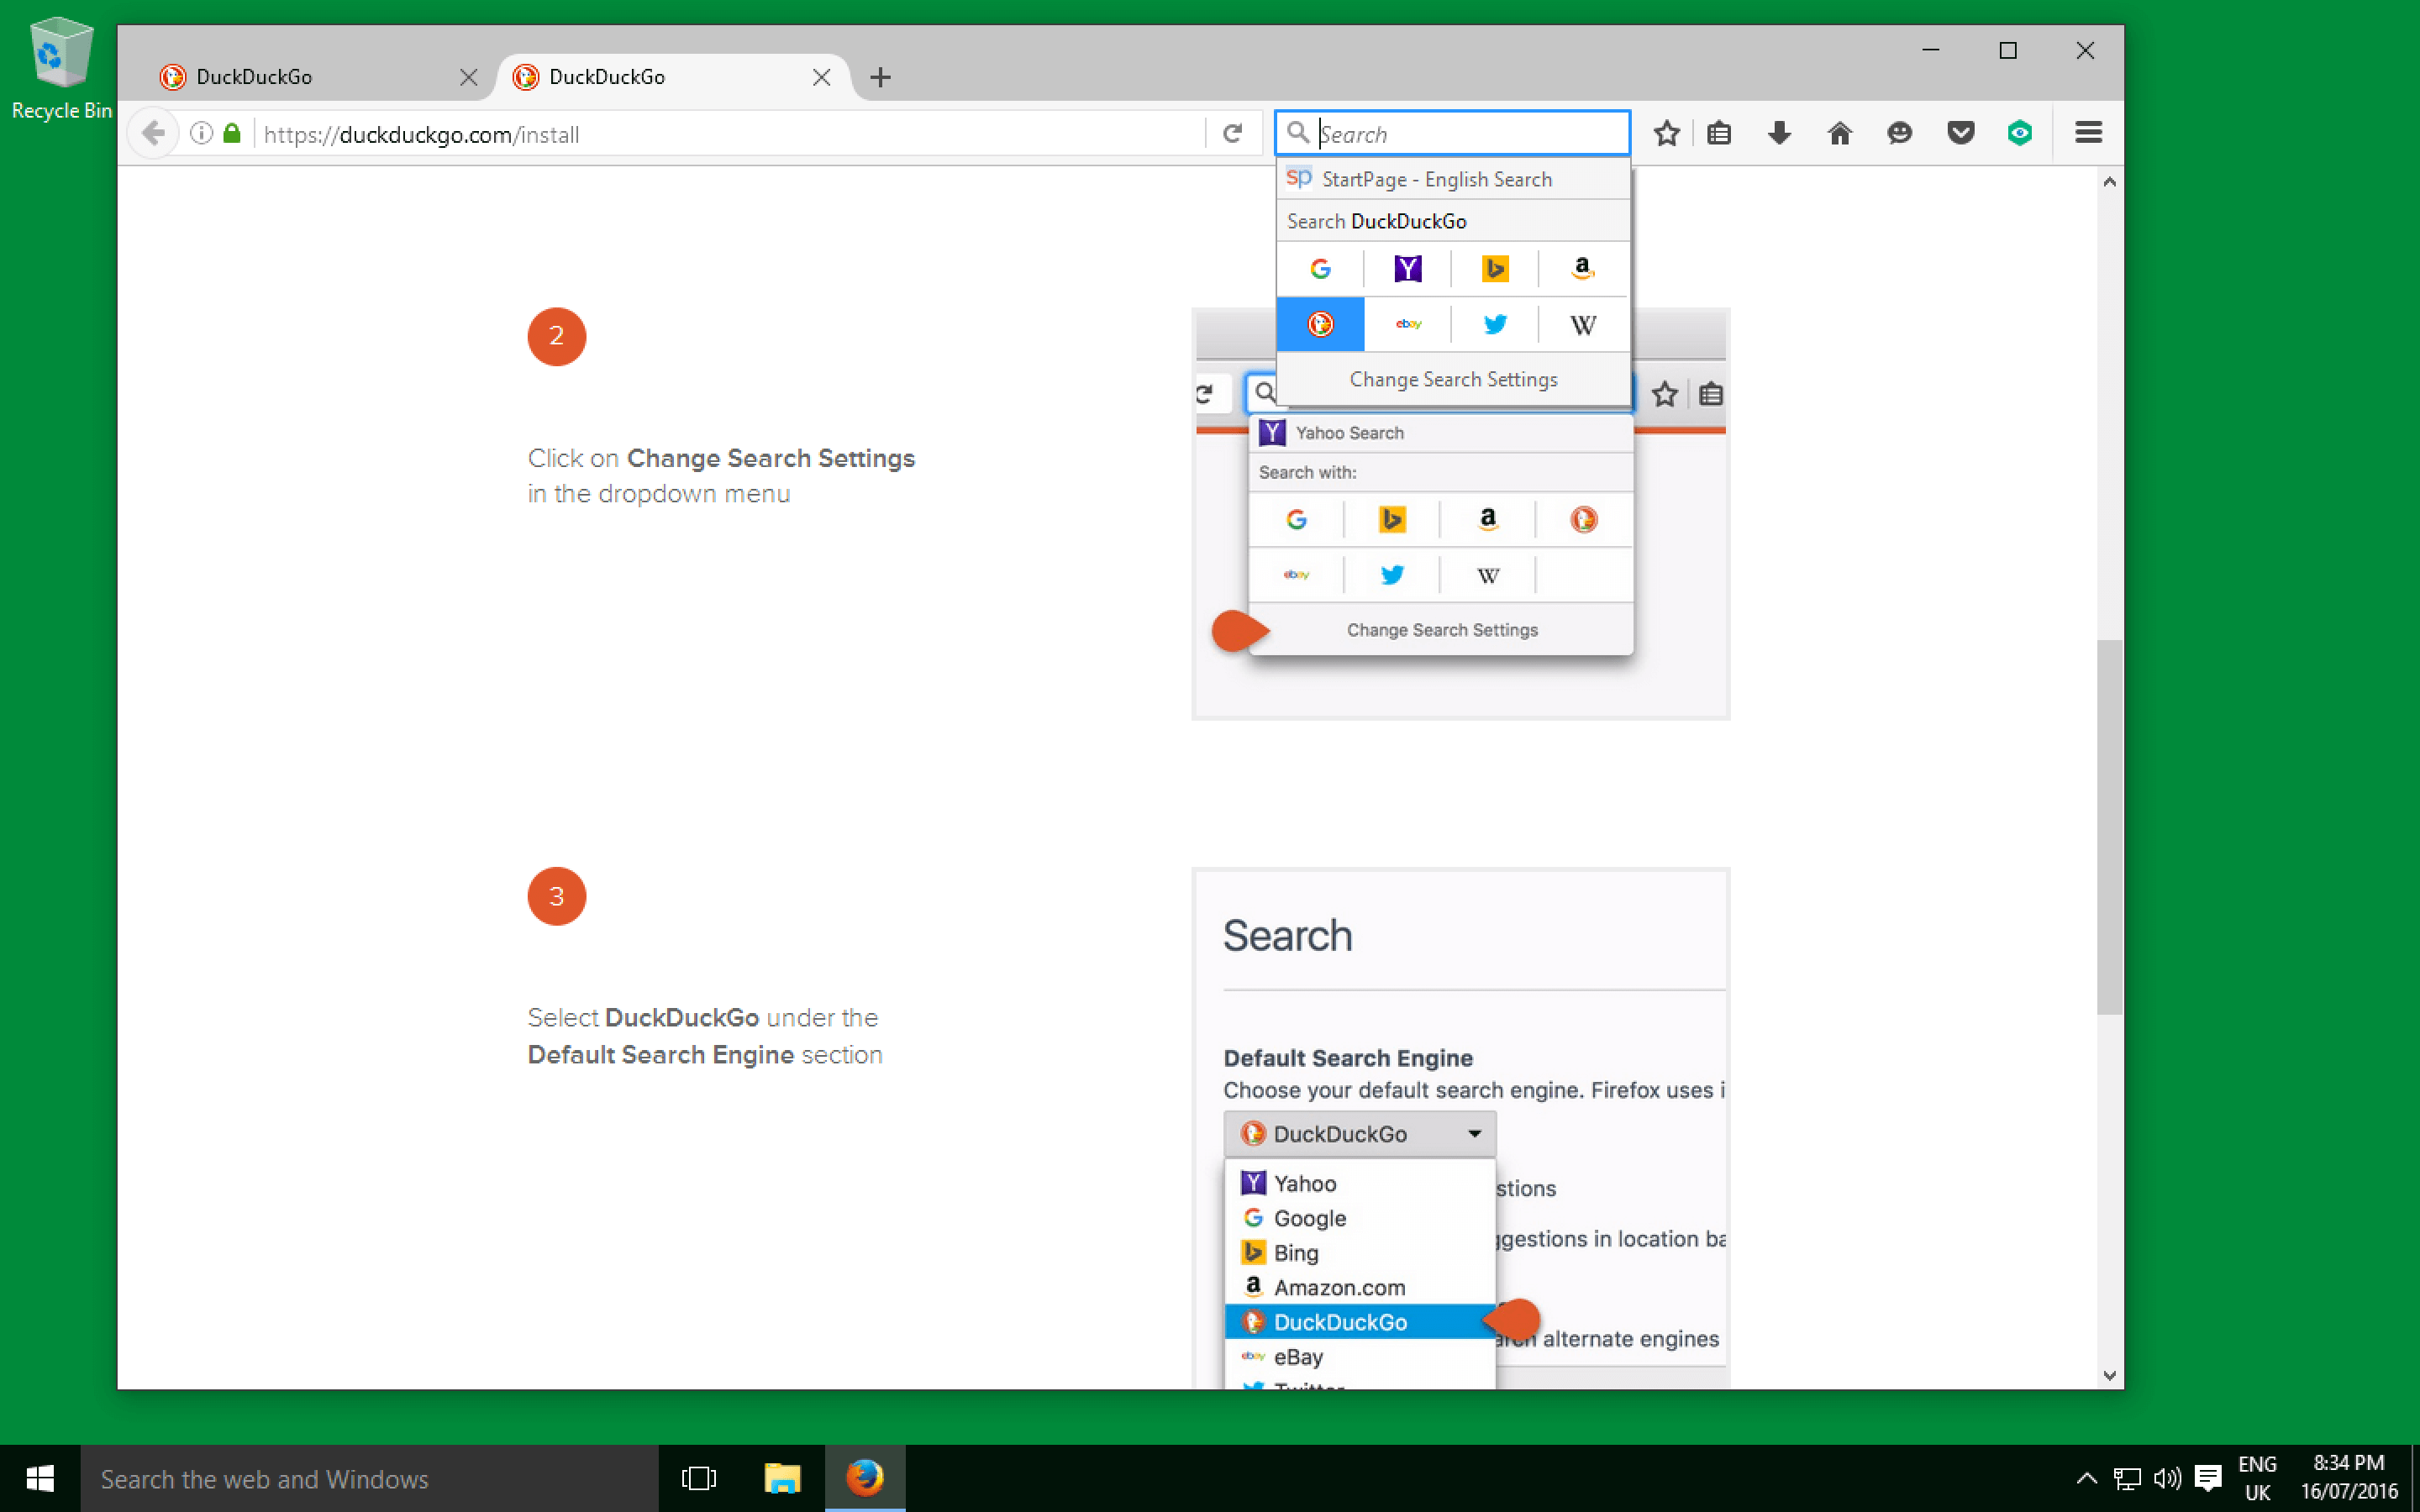 Recycle Bin
DuckDuckGo
DuckDuckGo
https://duckduckgo.com/install
Search
StartPage - English Search
Search DuckDuckGo
ebay
W
Change Search Settings
2
Click on Change Search Settings
in the dropdown menu
Yahoo Search
Search with:
ebay
W
Change Search Settings
3
Select DuckDuckGo under the
Default Search Engine section
Search
Default Search Engine
Choose your default search engine. Firefox uses i
DuckDuckGo
Yahoo
stions
Google
ggestions in location ba
Bing
Amazon.com
DuckDuckGo
arch alternate engines
ebay eBay
Twitter
Search the web and Windows
ENG
UK
8:34 PM
16/07/2016